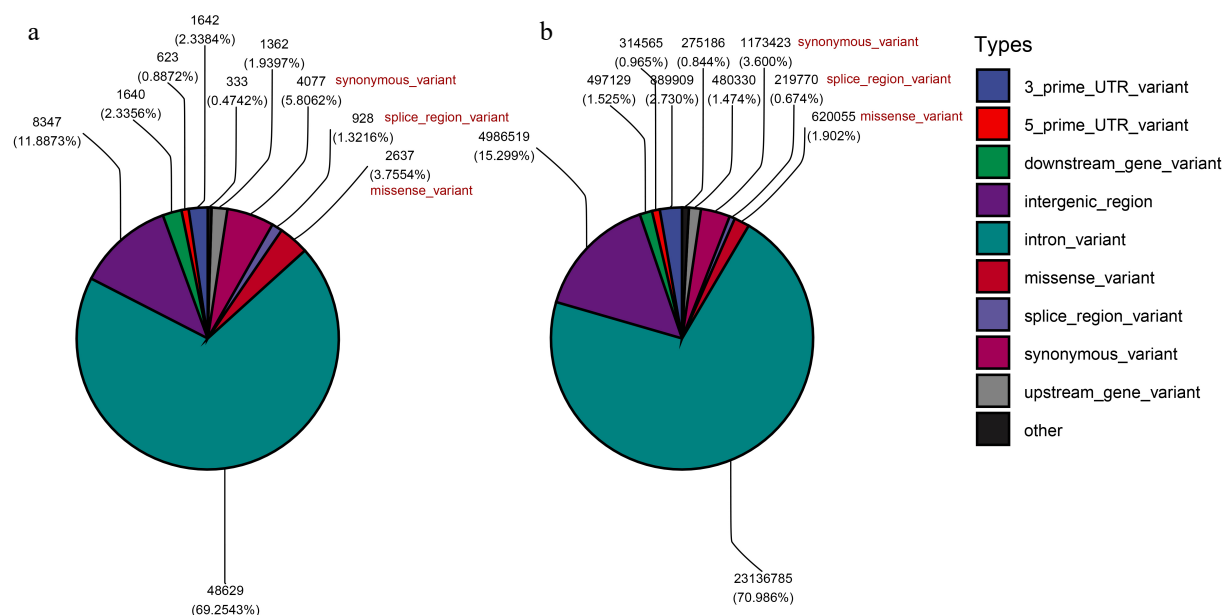 a
1642
(2.3384%)
623
(0.8872%)
1362
(1.9397%)
333
(0.4742%)
4077
(5.8062%)
synonymous_variant
1640
(2.3356%)
8347
(11.8873%)
928
(1.3216%)
splice_region_variant
2637
(3.7554%)
missense_variant
48629
(69.2543%)
b
314565
(0.965%)
275186
(0.844%)
1173423
(3.600%)
synonymous_variant
497129
(1.525%)
889909
(2.730%)
480330
(1.474%)
219770
(0.674%)
splice_region_variant
620055
(1.902%)
missense_variant
4986519
(15.299%)
23136785
(70.986%)
Types
3_prime_UTR_variant
5_prime_UTR_variant
downstream_gene_variant
intergenic_region
intron_variant
missense_variant
splice_region_variant
synonymous_variant
upstream_gene_variant
other